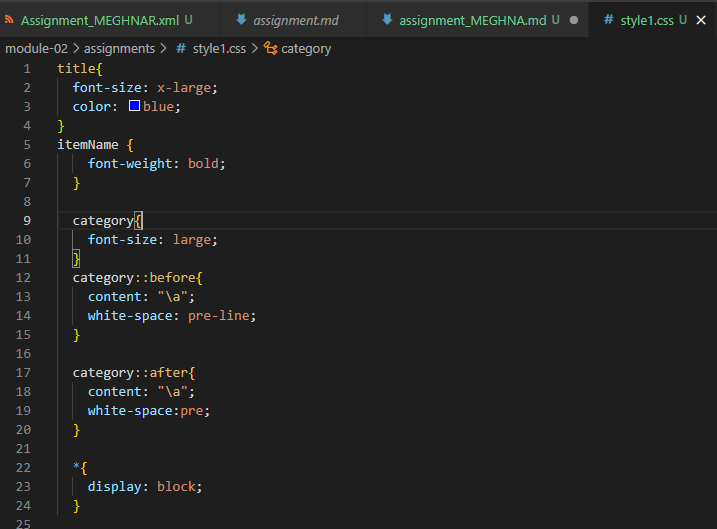 Assignment_MEGHNAR.xml U assignment.md Assignment_MEGHNA.md U style1.css U
module-02 > assignments > # style1.css > category
1 title{
2 font-size: x-large;
3 color: blue;
4 }
5 itemName {
6 font-weight: bold;
7 }
8
9 category{
10 font-size: large;
11 }
12 category::before{
13 content: "\a";
14 white-space: pre-line;
15 }
16
17 category::after{
18 content: "\a";
19 white-space:pre;
20 }
21
22 *{
23 display: block;
24 }
25